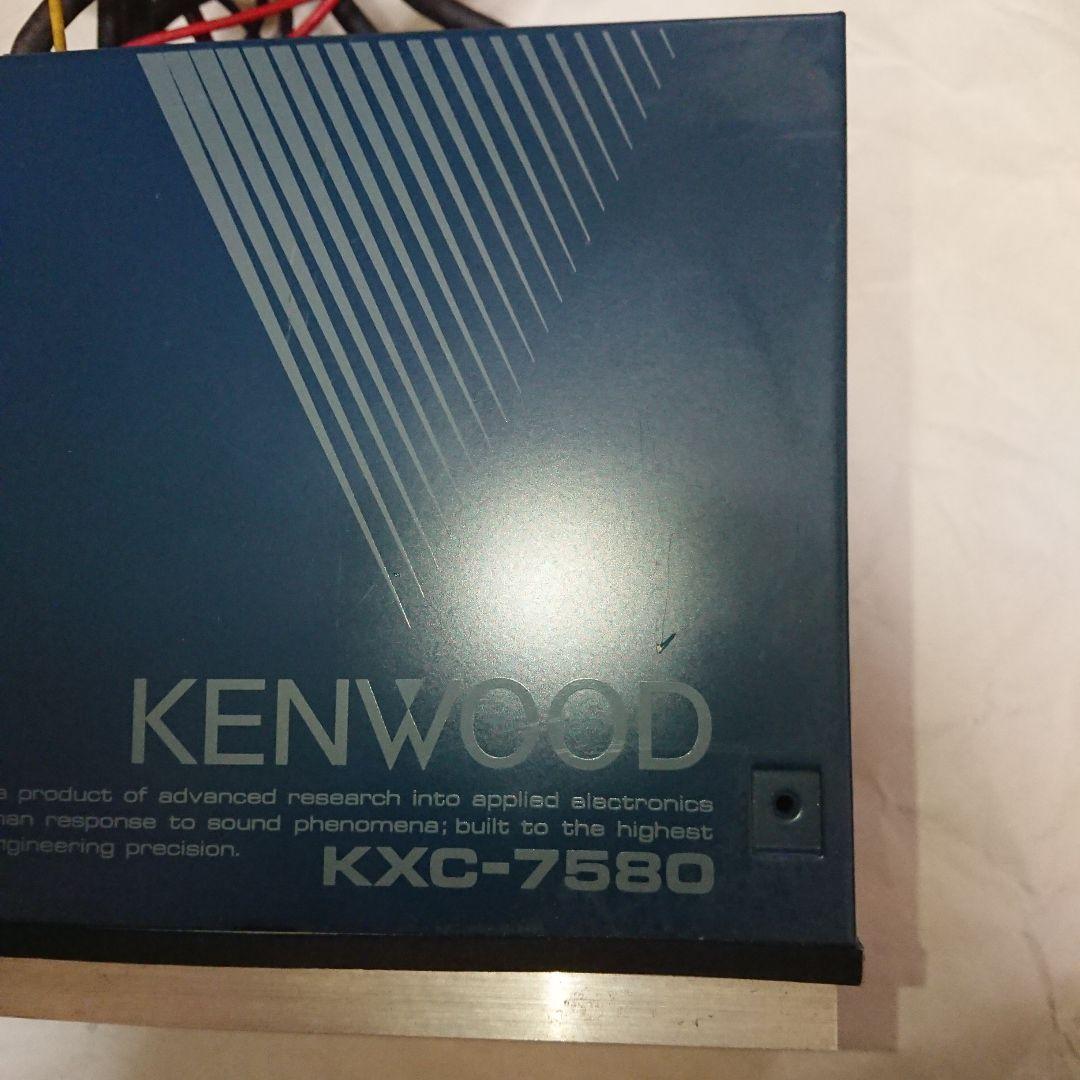 KENWOOD
product of advanced research into applied electronics
response to sound phenomena; built to the highest
precision.
KXC-7580